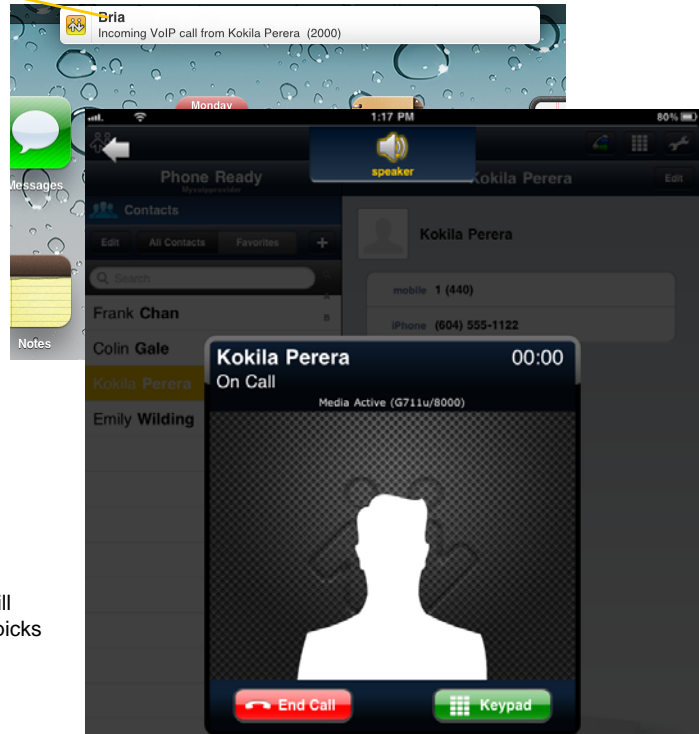 Bria
Incoming VoIP call from Kokila Perera (2000)
Monday
Messages
Notes
1:17 PM
80%
speaker
Phone Ready
Myvoipprovider
Kokila Perera
Edit
Contacts
Edit
All Contacts
Favorites
+
Search
Kokila Perera
mobile 1 (440)
iPhone (604) 555-1122
A
B
Frank Chan
Colin Gale
Kokila Perera
Emily Wilding
Kokila Perera 00:00
On Call
Media Active (G711u/8000)
End Call
Keypad
ill
picks